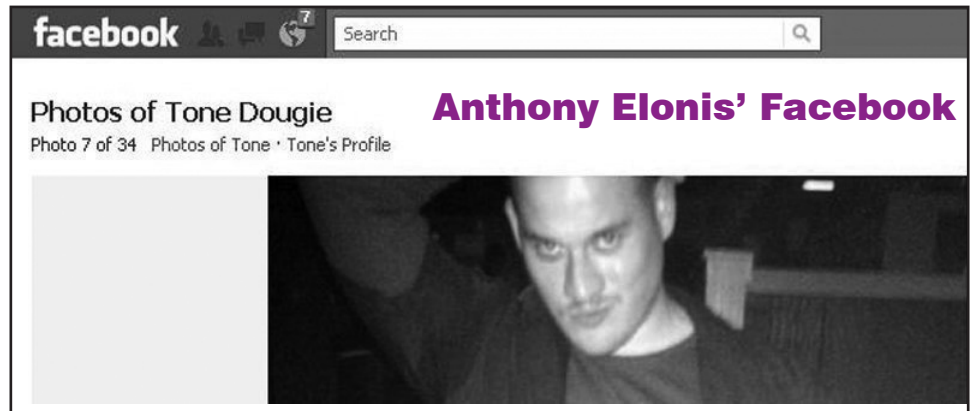 7
facebook Search
Anthony Elonis’ Facebook
Photos of Tone Dougie
Photo 7 of 34 Photos of Tone · Tone's Profile